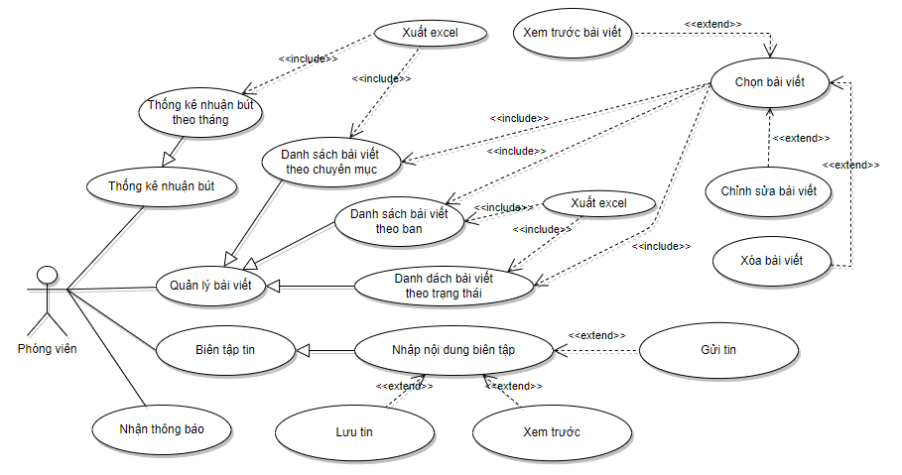 Xuất excel
Xem trước bài viết
<<extend>>
<<include>>
<<include>>
Chọn bài viết
Thống kê nhuận bút
theo tháng
<<include>>
<<extend>>
Danh sách bài viết
theo chuyên mục
<<include>>
<<extend>>
Thống kê nhuận bút
Chỉnh sửa bài viết
Danh sách bài viết
theo ban
<<include>>
Xuất excel
<<include>>
<<include>>
Xóa bài viết
Quản lý bài viết
Danh dách bài viết
theo trạng thái
Phóng viên
Biên tập tin
Nhập nội dung biên tập
<<extend>>
Gửi tin
<<extend>>
<<extend>>
Nhận thông báo
Lưu tin
Xem trước